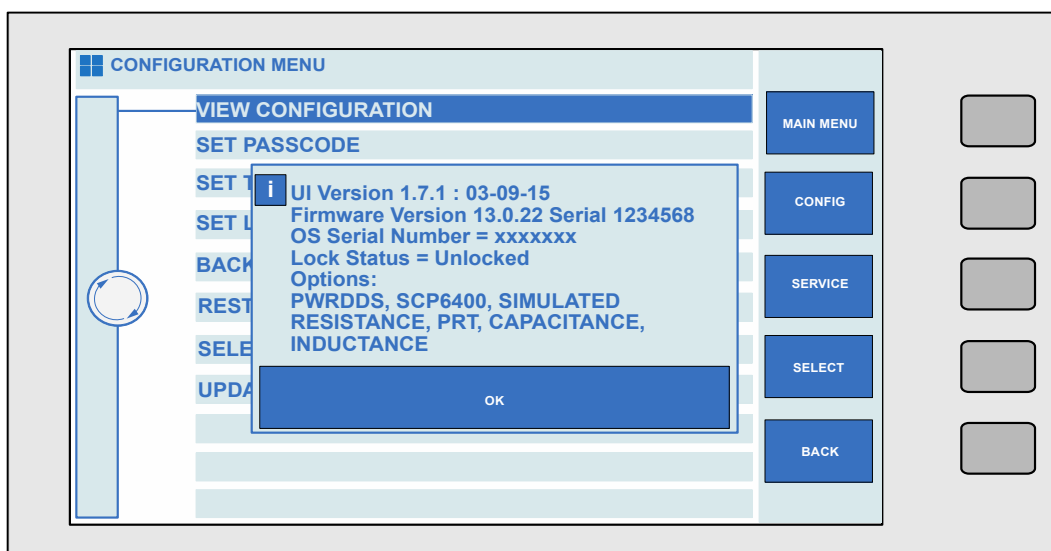 CONFIGURATION MENU
VIEW CONFIGURATION
SET PASSCODE
SET T
SET L
BACK
REST
SELE
UPDA
i
UI Version 1.7.1 : 03-09-15
Firmware Version 13.0.22 Serial 1234568
OS Serial Number = xxxxxxx
Lock Status = Unlocked
Options:
PWRDDS, SCP6400, SIMULATED
RESISTANCE, PRT, CAPACITANCE,
INDUCTANCE
OK
MAIN MENU
CONFIG
SERVICE
SELECT
BACK